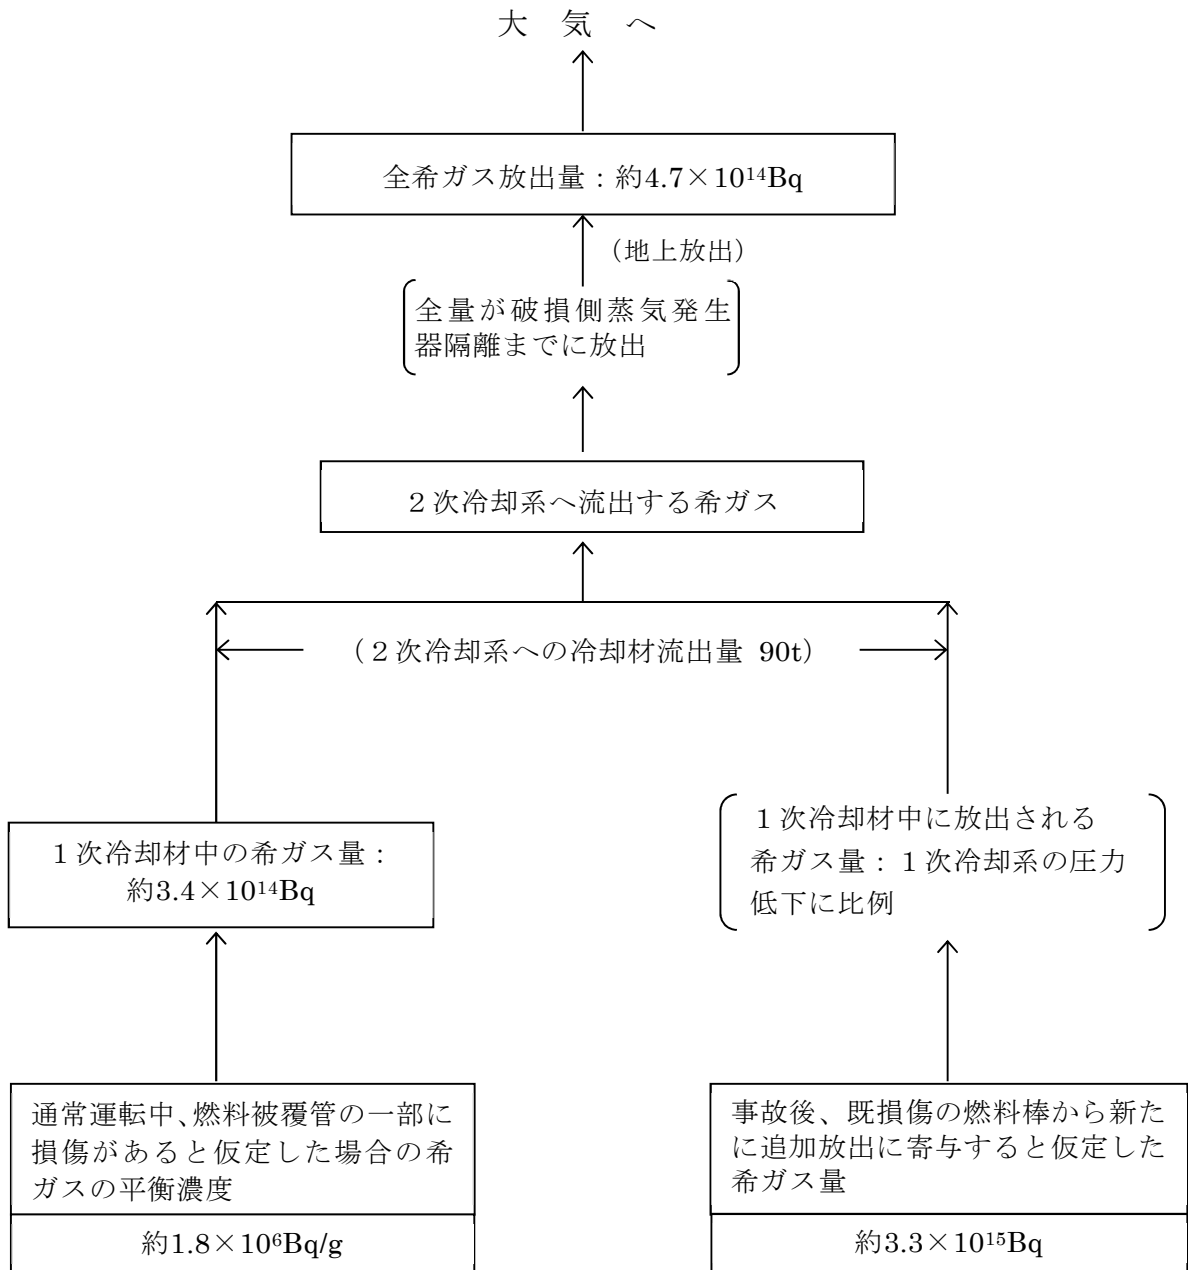 大 気 へ
全希ガス放出量：約4.7×10¹⁴Bq
（地上放出）
全量が破損側蒸気発生
器隔離までに放出
２次冷却系へ流出する希ガス
（２次冷却系への冷却材流出量 90t）
１次冷却材中の希ガス量：
約3.4×10¹⁴Bq
１次冷却材中に放出される
希ガス量：１次冷却系の圧力
低下に比例
通常運転中、燃料被覆管の一部に
損傷があると仮定した場合の希
ガスの平衡濃度
約1.8×10⁶Bq/g
事故後、既損傷の燃料棒から新た
に追加放出に寄与すると仮定した
希ガス量
約3.3×10¹⁵Bq